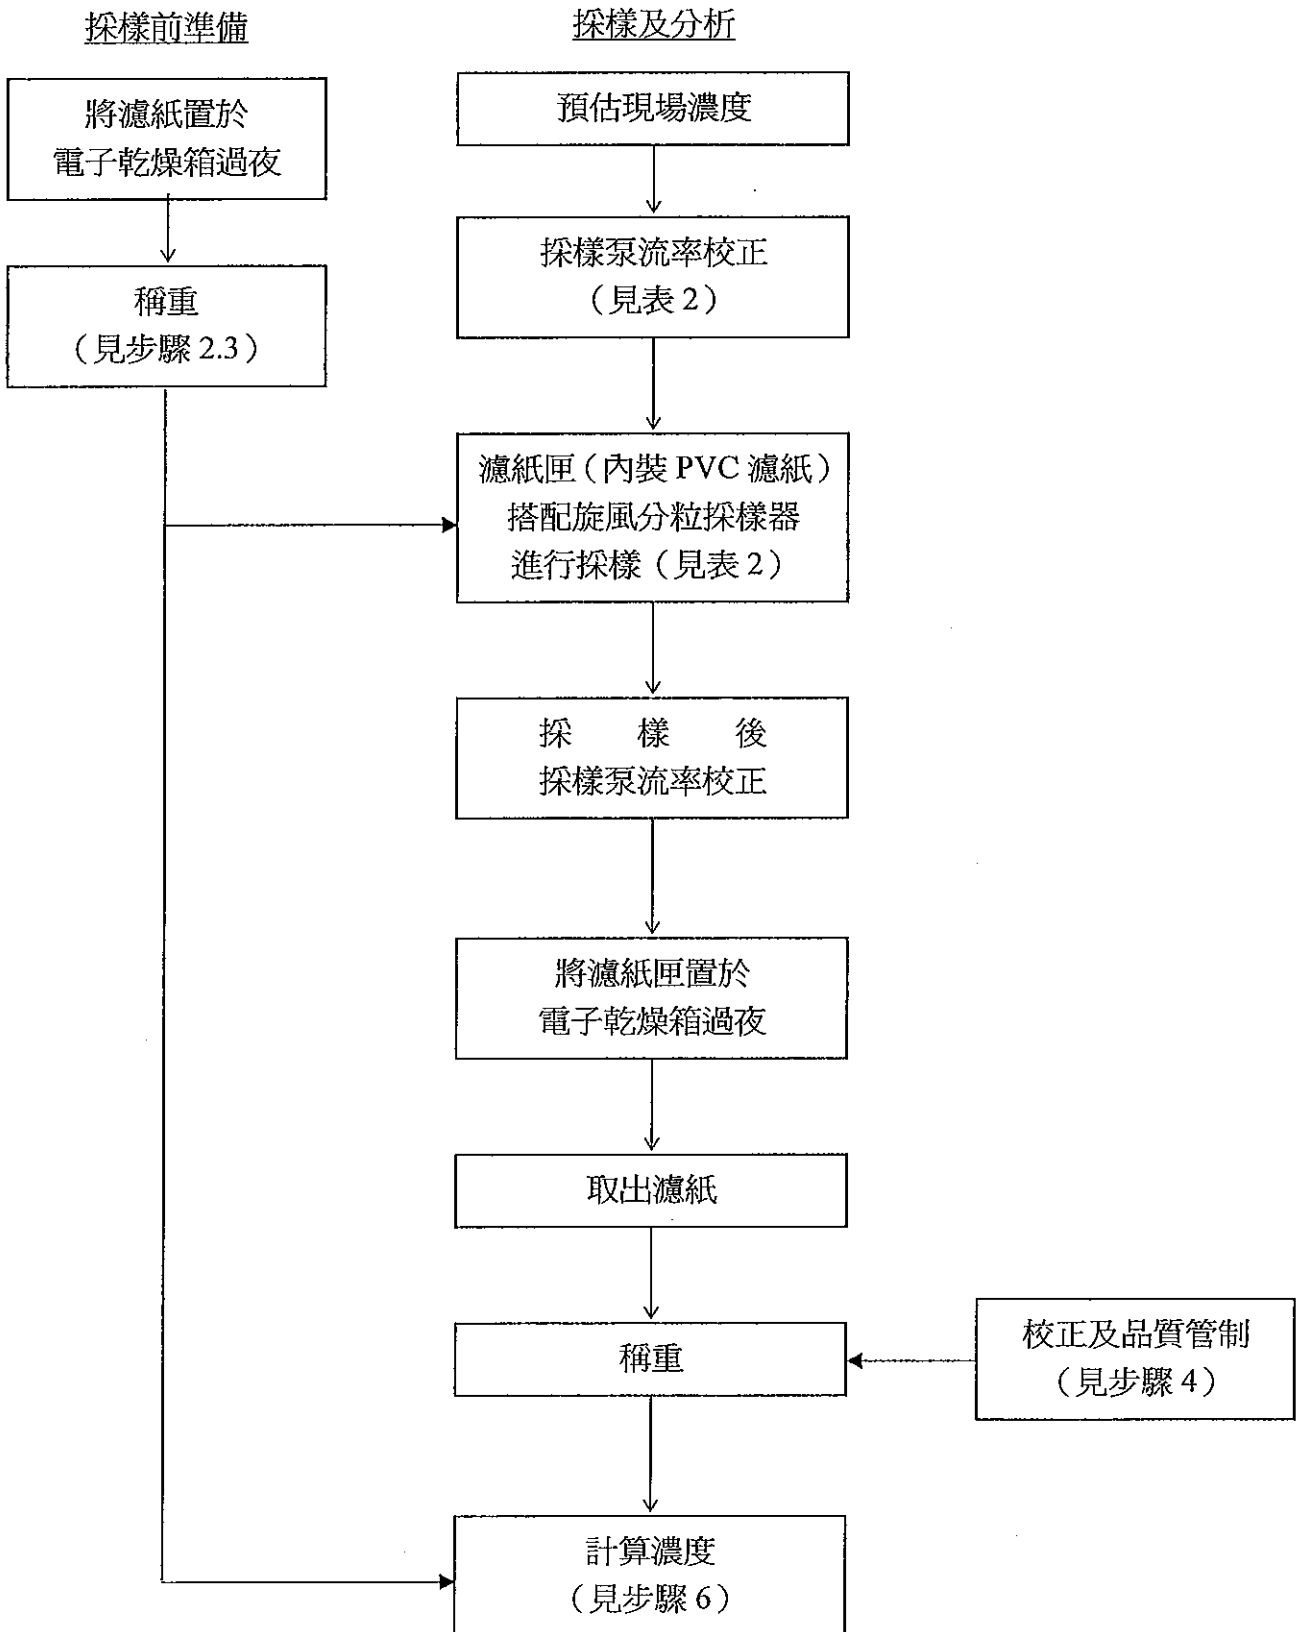 採樣前準備
將濾紙置於
電子乾燥箱過夜
稱重
（見步驟 2.3）
採樣及分析
預估現場濃度
採樣泵流率校正
（見表 2）
濾紙匣（內裝 PVC 濾紙）
搭配旋風分粒採樣器
進行採樣（見表 2）
採樣後
採樣泵流率校正
將濾紙匣置於
電子乾燥箱過夜
取出濾紙
稱重
校正及品質管制
（見步驟 4）
計算濃度
（見步驟 6）